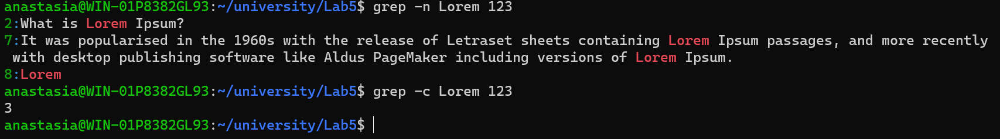 anastasia@WIN-01P8382GL93:~/university/Lab5$ grep -n Lorem 123
2:What is Lorem Ipsum?
7:It was popularised in the 1960s with the release of Letraset sheets containing Lorem Ipsum passages, and more recently
 with desktop publishing software like Aldus PageMaker including versions of Lorem Ipsum.
8:Lorem
anastasia@WIN-01P8382GL93:~/university/Lab5$ grep -c Lorem 123
3
anastasia@WIN-01P8382GL93:~/university/Lab5$